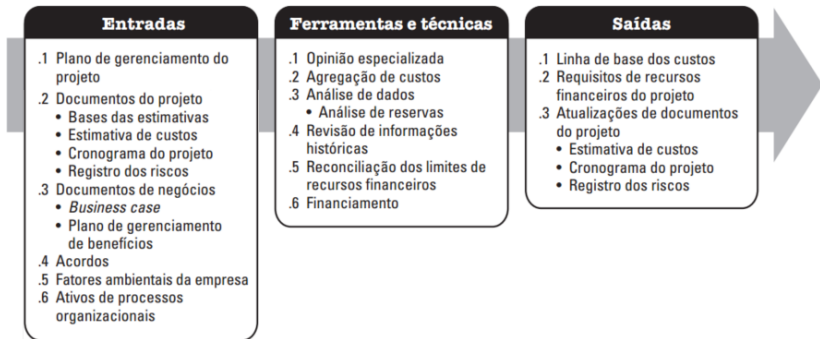 Entradas
.1 Plano de gerenciamento do
projeto
.2 Documentos do projeto
• Bases das estimativas
• Estimativa de custos
• Cronograma do projeto
• Registro dos riscos
.3 Documentos de negócios
• Business case
• Plano de gerenciamento
de benefícios
.4 Acordos
.5 Fatores ambientais da empresa
.6 Ativos de processos
organizacionais
Ferramentas e técnicas
.1 Opinião especializada
.2 Agregação de custos
.3 Análise de dados
• Análise de reservas
.4 Revisão de informações
históricas
.5 Reconciliação dos limites de
recursos financeiros
.6 Financiamento
Saídas
.1 Linha de base dos custos
.2 Requisitos de recursos
financeiros do projeto
.3 Atualizações de documentos
do projeto
• Estimativa de custos
• Cronograma do projeto
• Registro dos riscos